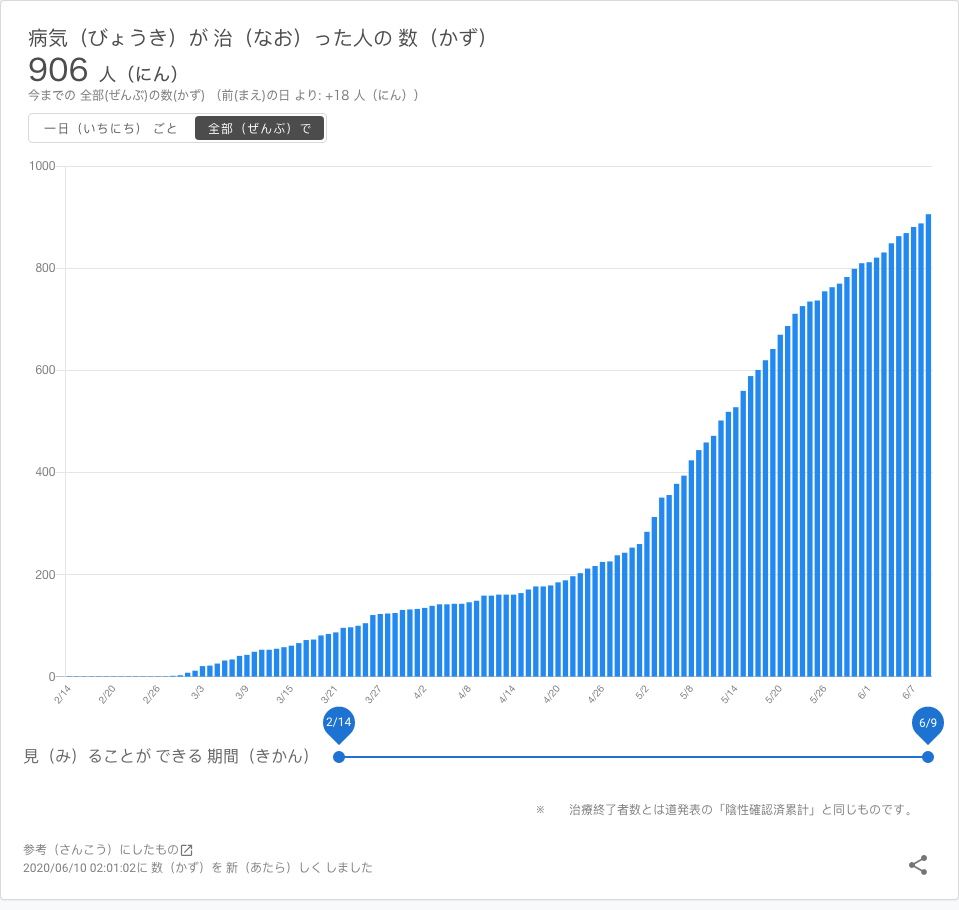 病気（びょうき）が 治（なお）った人の 数（かず）
906 人（にん）
今までの 全部(ぜんぶ)の数(かず) （前(まえ)の日 より: +18 人（にん））
一日（いちにち） ごと 全部（ぜんぶ）で
1000
800
600
400
200
0
2/14 2/20 2/26 3/3 3/9 3/15 3/21 3/27 4/2 4/8 4/14 4/20 4/26 5/2 5/8 5/14 5/20 5/26 6/1 6/7
2/14 6/9
見（み）ることが できる 期間（きかん）
※ 治療終了者数とは道発表の「陰性確認済累計」と同じものです。
参考（さんこう）にしたもの
2020/06/10 02:01:02に 数（かず）を 新（あたら）しく しました